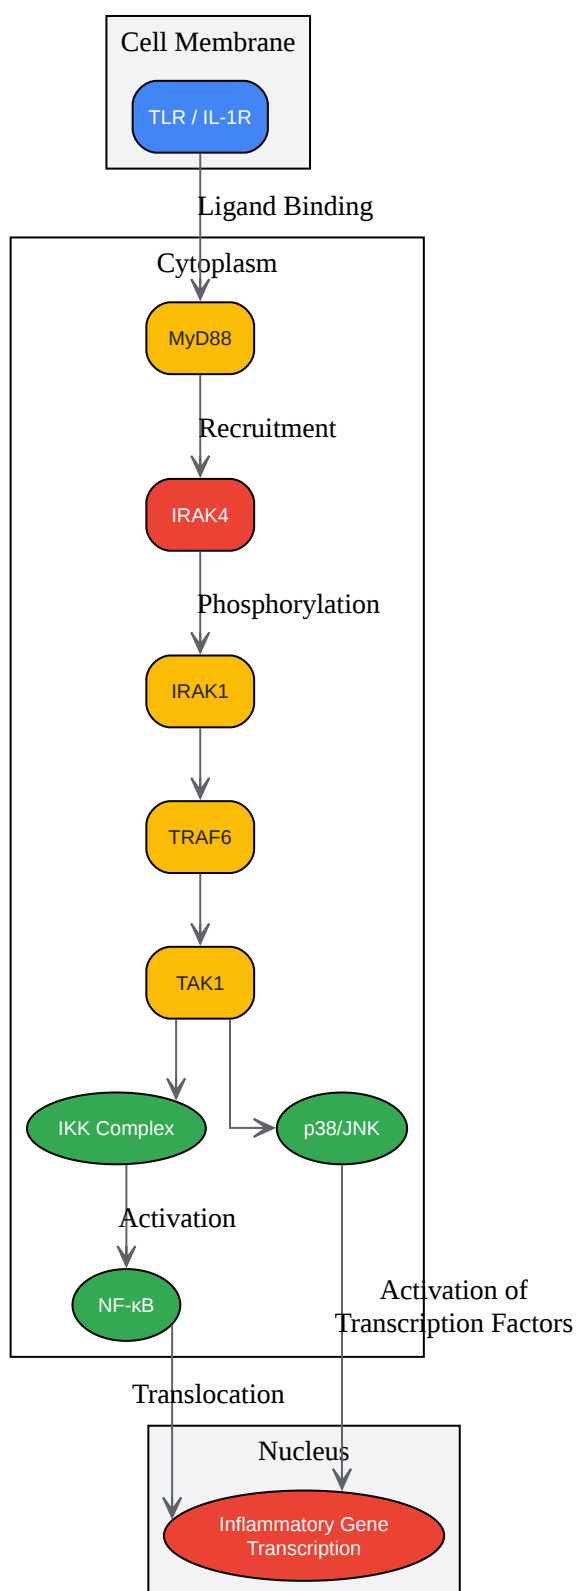 Cell Membrane
TLR / IL-1R
Ligand Binding
Cytoplasm
MyD88
Recruitment
IRAK4
Phosphorylation
IRAK1
TRAF6
TAK1
IKK Complex
p38/JNK
Activation
NF-κB
Activation of
Transcription Factors
Translocation
Nucleus
Inflammatory Gene
Transcription